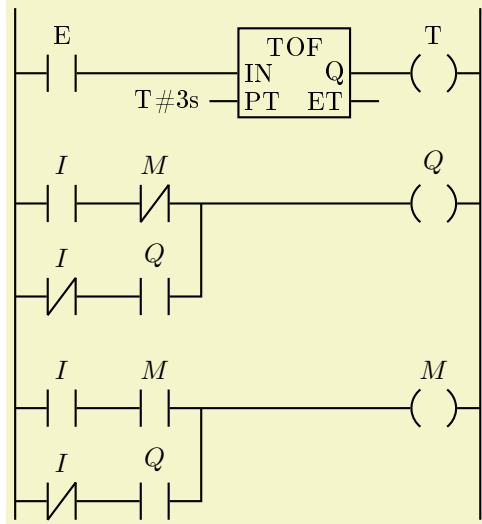 E
TOF
T
IN Q
T#3s PT ET
I M Q
I Q
I M M
I Q